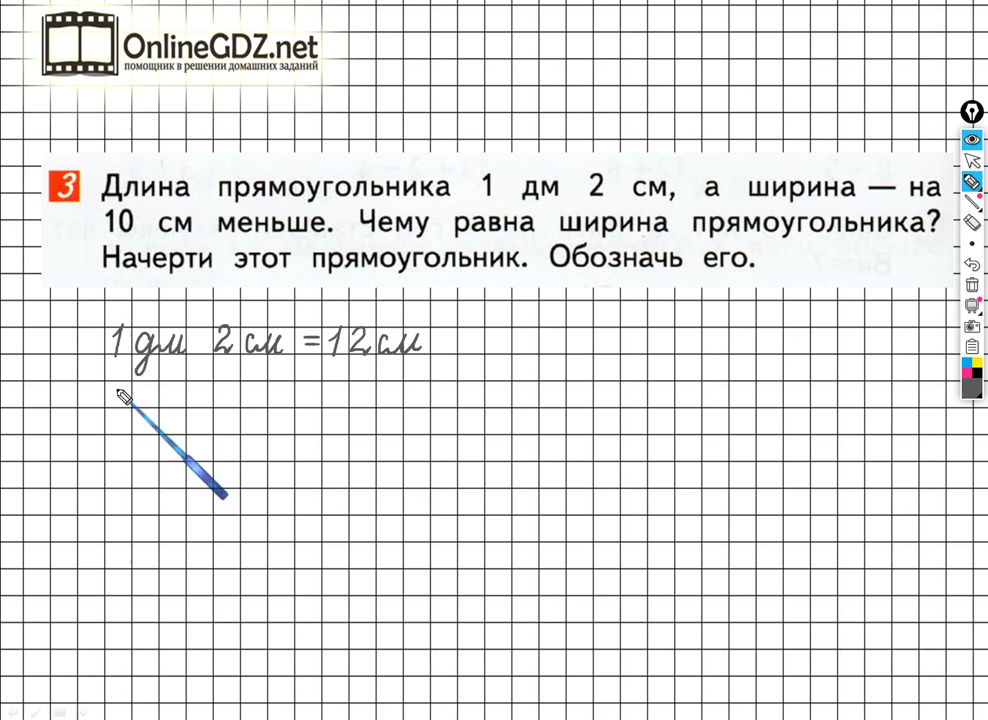 OnlineGDZ.net
помощник в решении домашних заданий
3 Длина прямоугольника 1 дм 2 см, а ширина — на
10 см меньше. Чему равна ширина прямоугольника?
Начерти этот прямоугольник. Обозначь его.
1 дм 2 см = 12 см